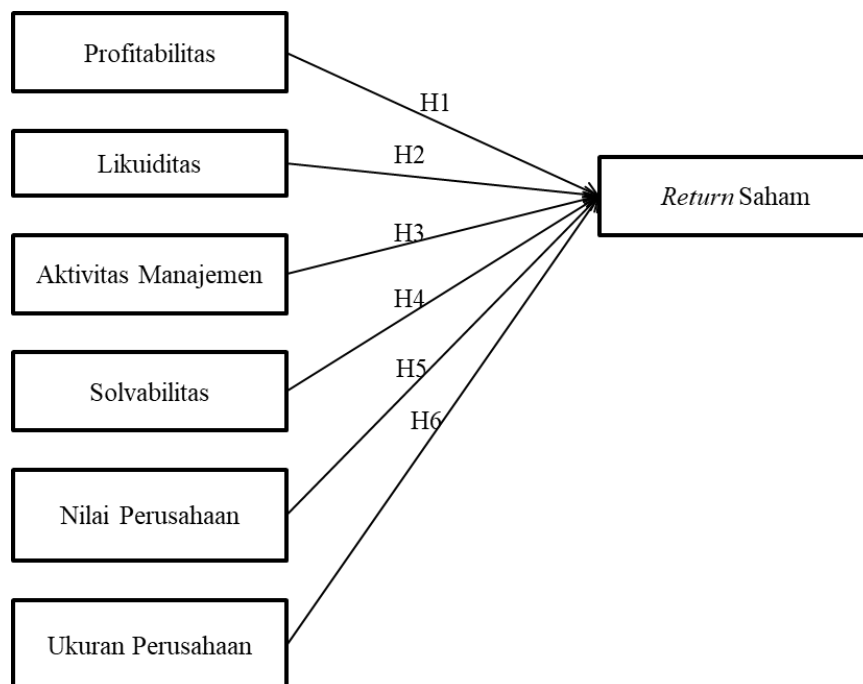 Profitabilitas
H1
Likuiditas
H2
Return Saham
Aktivitas Manajemen
H3
H4
Solvabilitas
H5
H6
Nilai Perusahaan
Ukuran Perusahaan